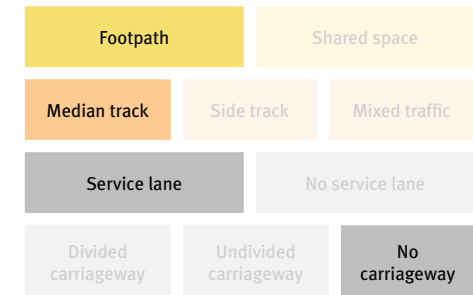 Footpath
Shared space
Median track
Side track
Mixed traffic
Service lane
No service lane
Divided
carriageway
Undivided
carriageway
No
carriageway